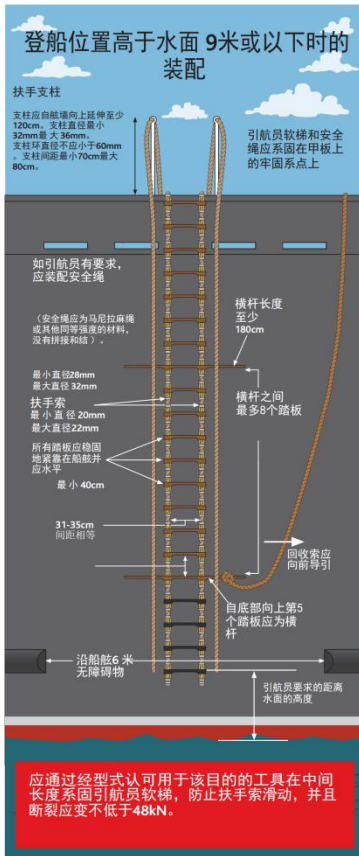 登船位置高于水面 9米或以下时的
装配
扶手支柱
支柱应自舷墙向上延伸至少
120cm。支柱直径最小
32mm最 大 36mm。
支柱环直径不应小于60mm
。支柱间距最小70cm最大
80cm。
引航员软梯和安全
绳应系固在甲板上
的牢固系点上
如引航员有要求，
应装配安全绳
（安全绳应为马尼拉麻绳
或其他同等强度的材料，
没有拼接和结 ）。
最 小 直径28mm
最大直径32mm
横杆长度
至少
180cm
扶手索
最 小 直 径 20mm
最大直径22mm
横杆之间
最多8个踏板
所有踏板应稳固
地紧靠在船舷并
应水平
最 小 40cm
31-35cm
间距相等
回收索应
向前导引
自底部向上第5
个踏板应为横
杆
沿船舷6 米
无障碍物
引航员要求的距离
水面的高度
应通过经型式认可用于该目的的工具在中间
长度系固引航员软梯，防止扶手索滑动，并且
断裂应变不低于48kN。